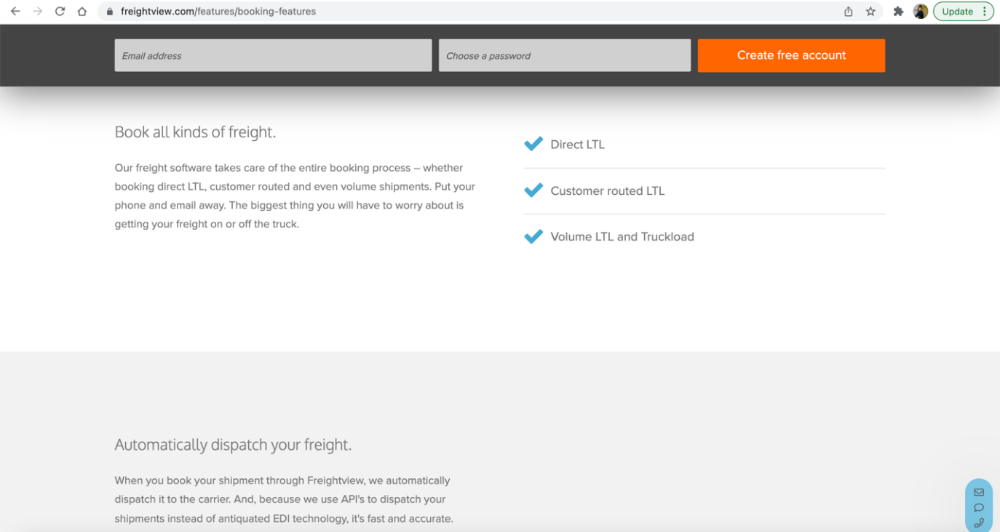 freightview.com/features/booking-features
Update
Email address
Choose a password
Create free account
Book all kinds of freight.
Our freight software takes care of the entire booking process – whether
booking direct LTL, customer routed and even volume shipments. Put your
phone and email away. The biggest thing you will have to worry about is
getting your freight on or off the truck.
Direct LTL
Customer routed LTL
Volume LTL and Truckload
Automatically dispatch your freight.
When you book your shipment through Freightview, we automatically
dispatch it to the carrier. And, because we use API's to dispatch your
shipments instead of antiquated EDI technology, it's fast and accurate.